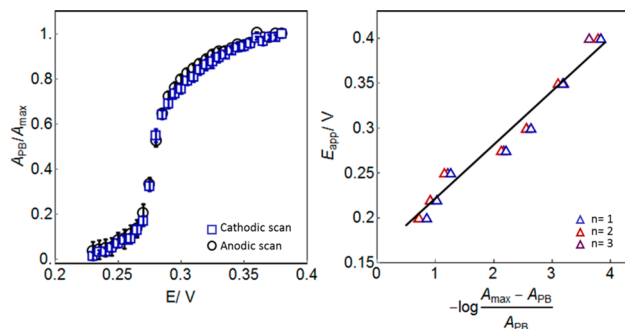 A_PB/A_max
1.0
0.8
0.6
0.4
0.2
0.
0.2
0.25
0.3
0.35
0.4
E/ V
Cathodic scan
Anodic scan
E_app/ V
0.4
0.35
0.3
0.25
0.2
0.15
0
1
2
3
4
n= 1
n= 2
n= 3
-log (A_max – A_PB)/A_PB